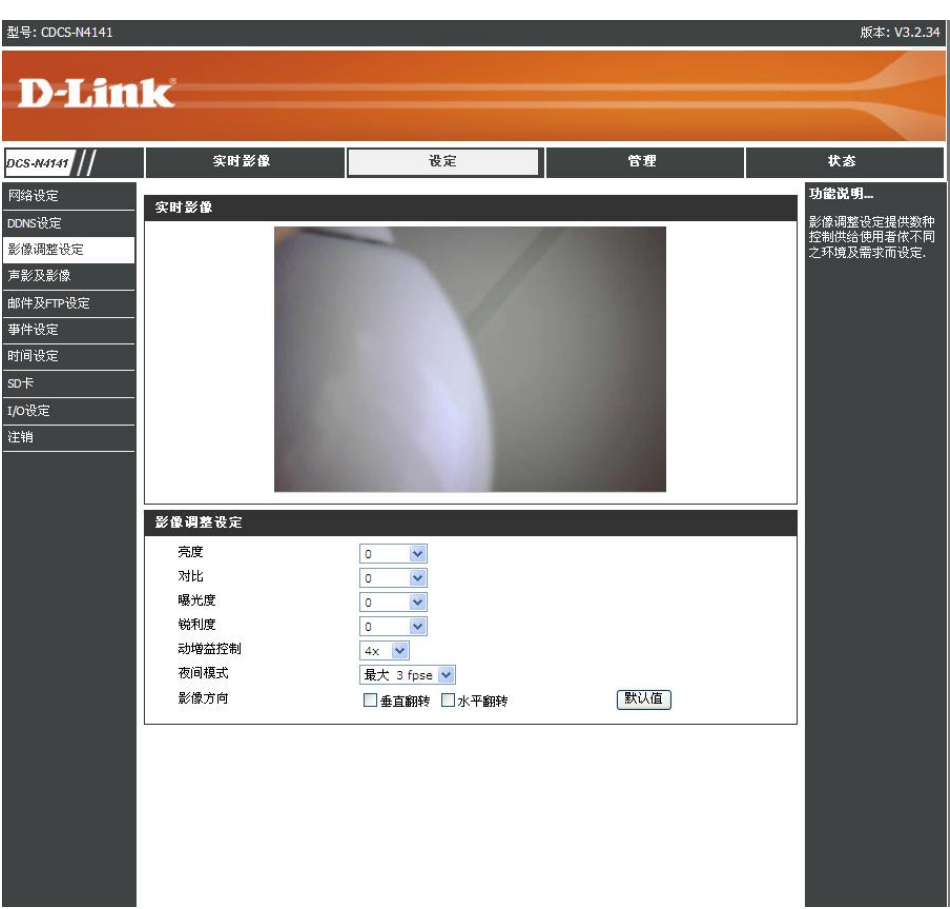 型号: CDCS-N4141
版本: V3.2.34
D-Link
DCS-N4141
实时影像
设定
管理
状态
网络设定
DDNS设定
影像调整设定
声影及影像
邮件及FTP设定
事件设定
时间设定
SD卡
I/O设定
注销
实时影像
影像调整设定
亮度
0
对比
0
曝光度
0
锐利度
0
动增益控制
4x
夜间模式
最大 3 fpse
影像方向
垂直翻转
水平翻转
默认值
功能说明...
影像调整设定提供数种
控制供给使用者依不同
之环境及需求而设定.